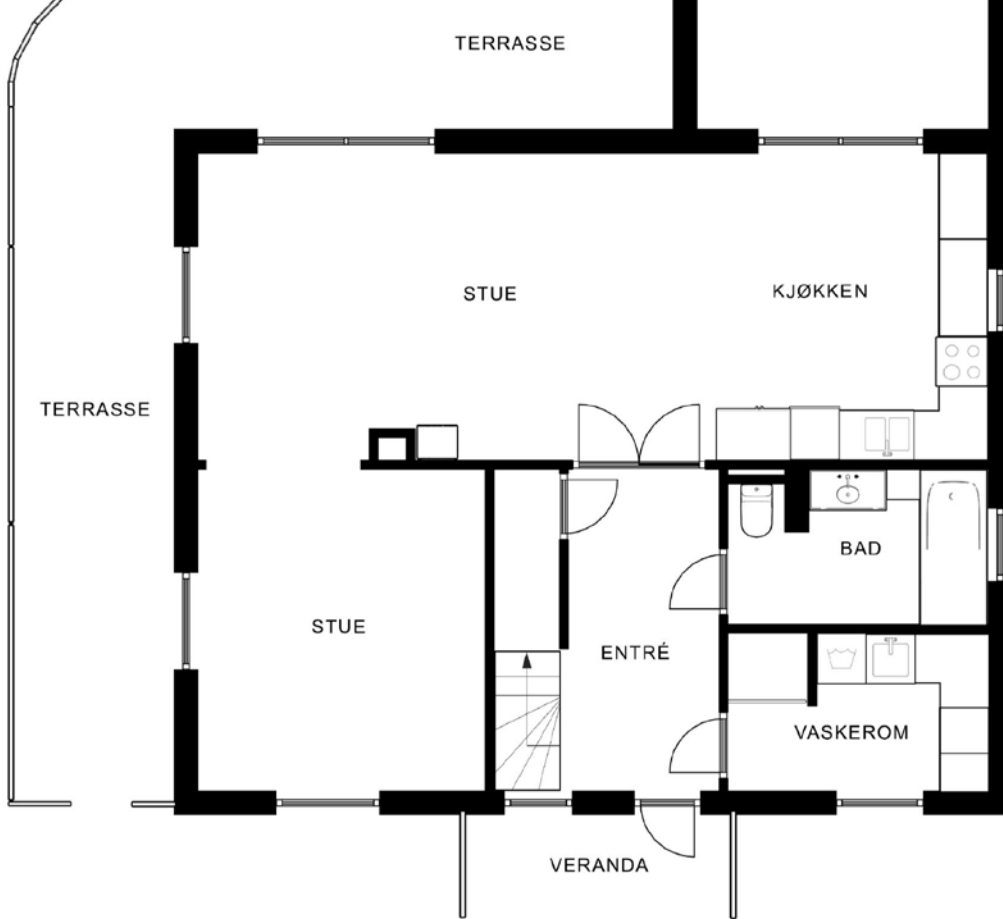 TERRASSE
STUE
KJØKKEN
TERRASSE
BAD
STUE
ENTRÉ
VASKEROM
VERANDA